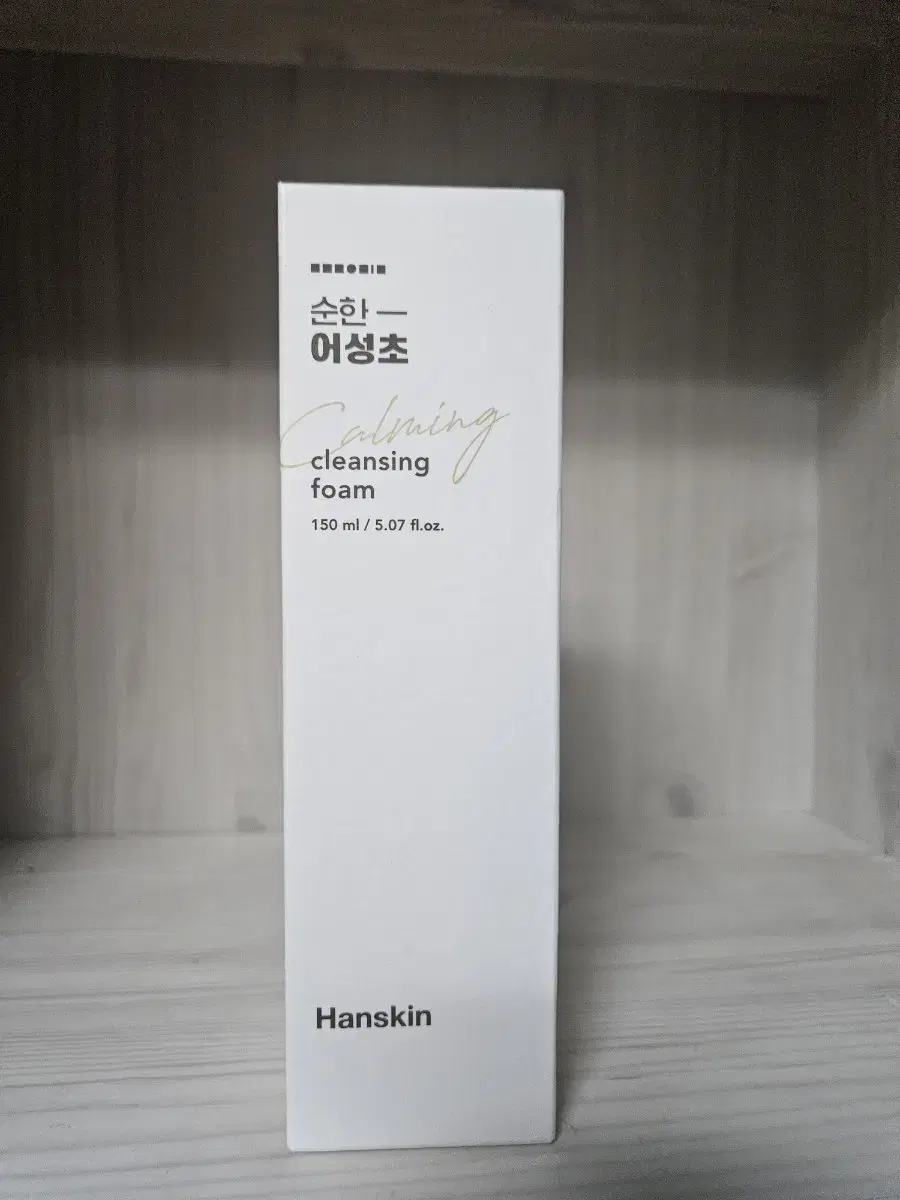 순한 —
어성초
Calming
cleansing
foam
150 ml / 5.07 fl.oz.
Hanskin